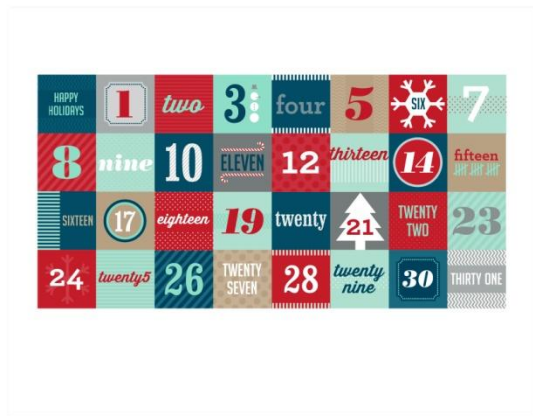 HAPPY
HOLIDAYS
1
two
3
four
5
SIX
7
8
nine
10
ELEVEN
12
thirteen
14
fifteen
SIXTEEN
17
eighteen
19
twenty
21
TWENTY
TWO
23
24
twenty5
26
TWENTY
SEVEN
28
twenty
nine
30
THIRTY ONE